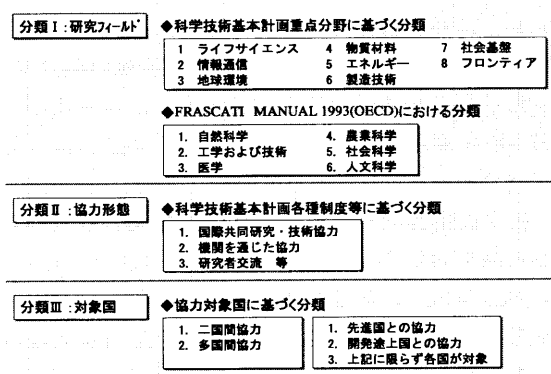 分類Ⅰ：研究フィールド
◆科学技術基本計画重点分野に基づく分類
1 ライフサイエンス 4 物質材料 7 社会基盤
2 情報通信 5 エネルギー 8 フロンティア
3 地球環境 6 製造技術
◆FRASCATI MANUAL 1993(OECD)における分類
1. 自然科学 4. 農業科学
2. 工学および技術 5. 社会科学
3. 医学 6. 人文科学
分類Ⅱ：協力形態
◆科学技術基本計画各種制度等に基づく分類
1. 国際共同研究・技術協力
2. 機関を通じた協力
3. 研究者交流 等
分類Ⅲ：対象国
◆協力対象国に基づく分類
1. 二国間協力
2. 多国間協力
1. 先進国との協力
2. 開発途上国との協力
3. 上記に限らず各国が対象